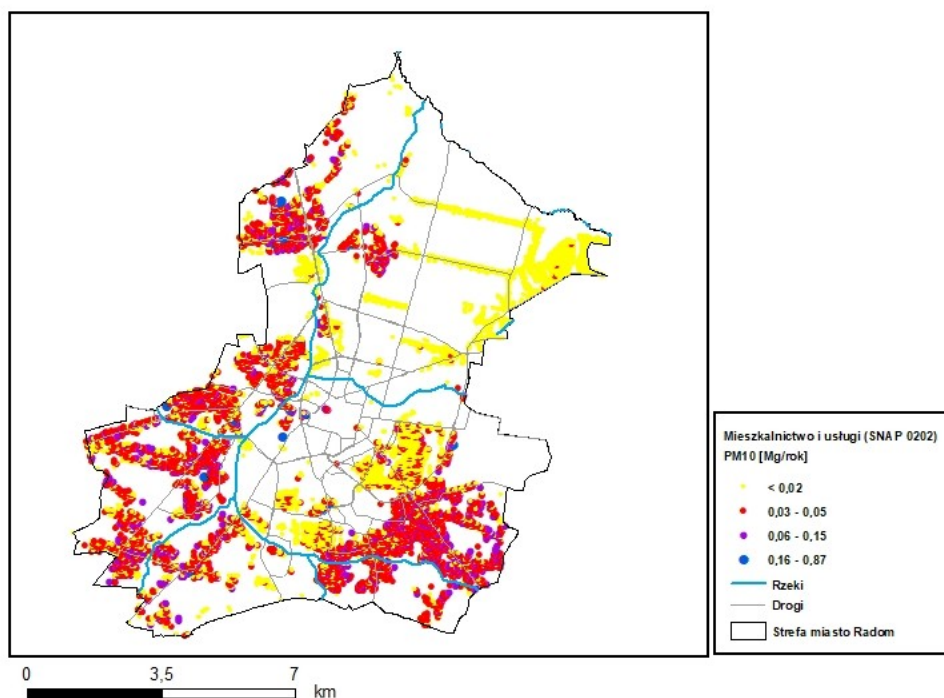 Mieszkalnictwo i usługi (SNAP 0202)
PM10 [Mg/rok]
< 0,02
0,03 - 0,05
0,06 - 0,15
0,16 - 0,87
Rzeki
Drogi
Strefa miasto Radom
0 3,5 7
km